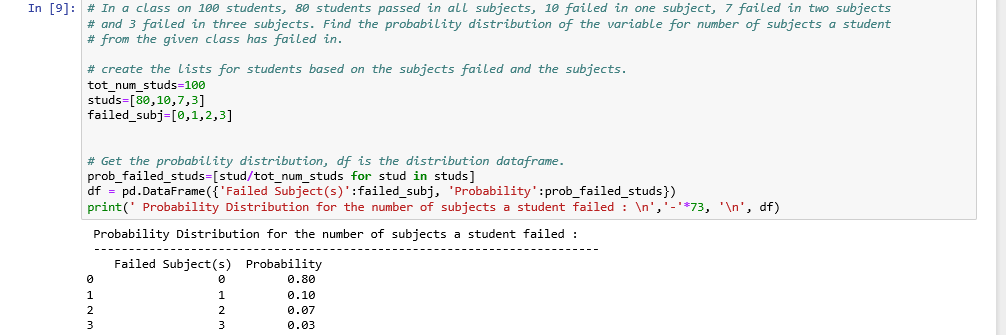 In [9]: # In a class on 100 students, 80 students passed in all subjects, 10 failed in one subject, 7 failed in two subjects
# and 3 failed in three subjects. Find the probability distribution of the variable for number of subjects a student
# from the given class has failed in.
# create the lists for students based on the subjects failed and the subjects.
tot_num_studs=100
studs=[80,10,7,3]
failed_subj=[0,1,2,3]
# Get the probability distribution, df is the distribution dataframe.
prob_failed_studs=[stud/tot_num_studs for stud in studs]
df = pd.DataFrame({'Failed Subject(s)':failed_subj, 'Probability':prob_failed_studs})
print(' Probability Distribution for the number of subjects a student failed : \n','-'*73, '\n', df)
Probability Distribution for the number of subjects a student failed :
-------------------------------------------------------------------------
Failed Subject(s) Probability
0 0 0.80
1 1 0.10
2 2 0.07
3 3 0.03